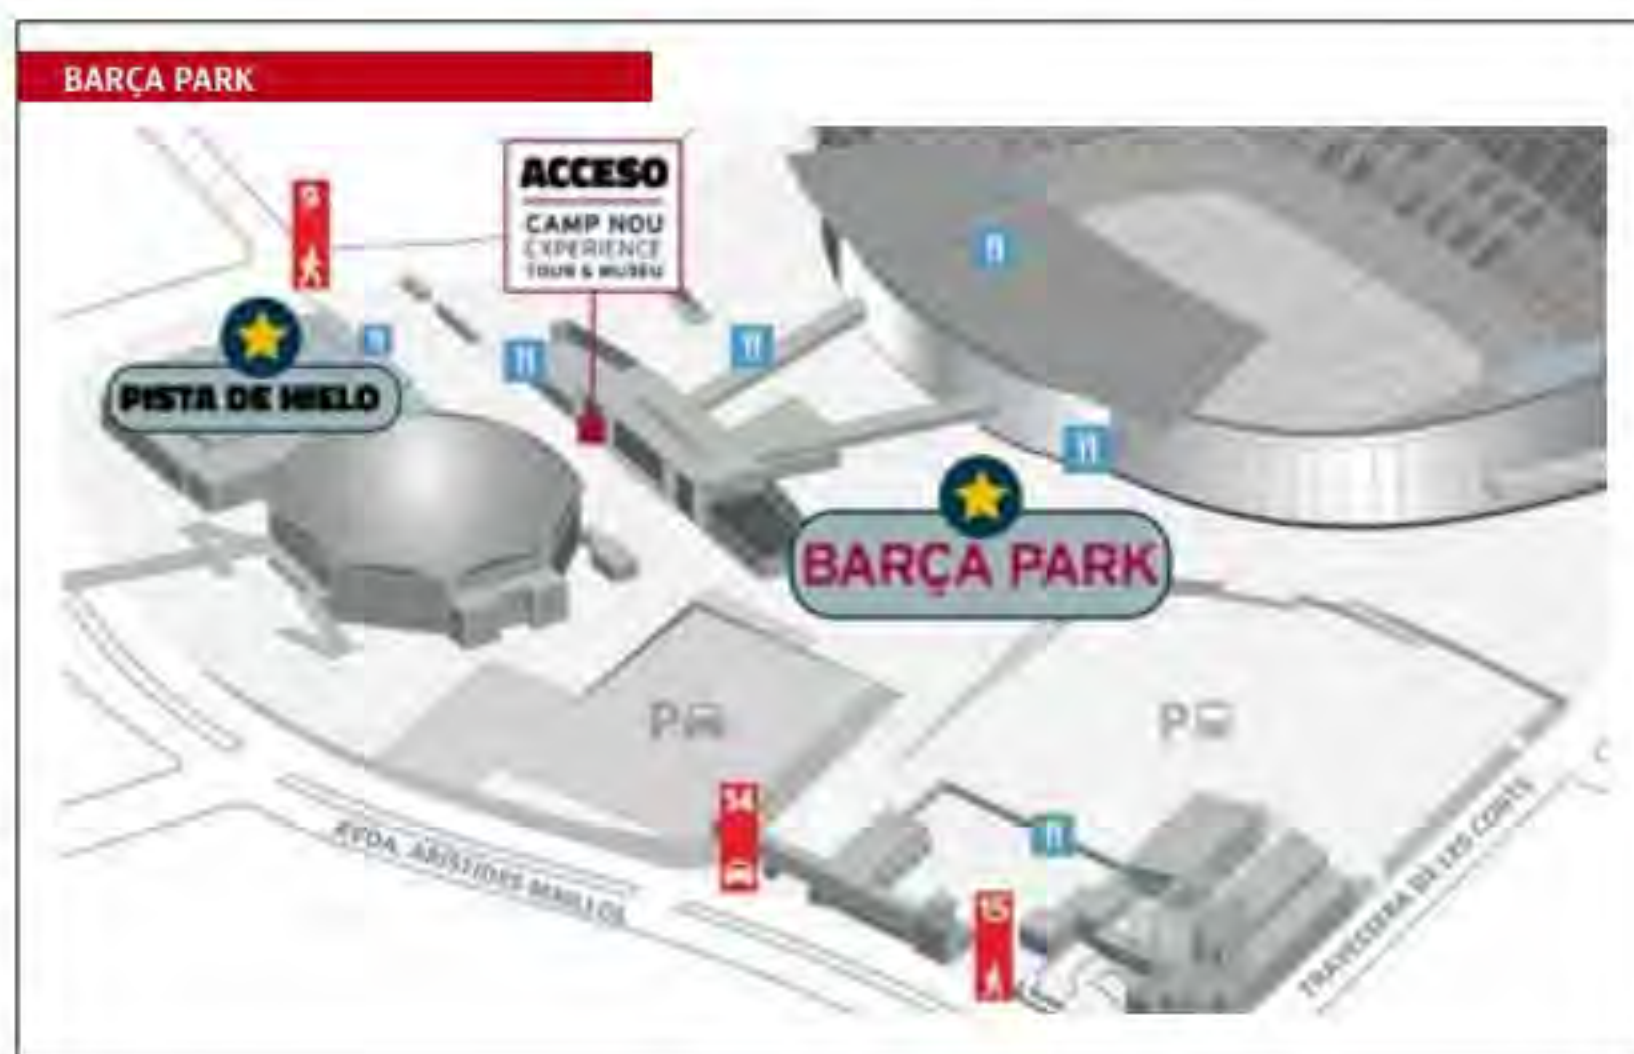 BARÇA PARK
9
ACCESO
CAMP NOU
EXPERIENCE
TOUR & MUSEU
PISTA DE HIELO
BARÇA PARK
P
P
14
15
AVDA. ARÍSTIDES MAILLOL
TRAVESSERA DE LES CORTS